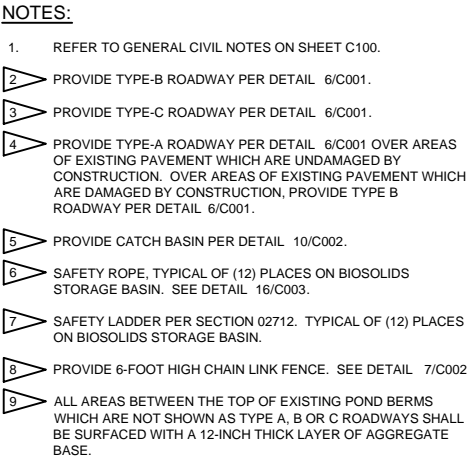 NOTES:
1. REFER TO GENERAL CIVIL NOTES ON SHEET C100.
2 PROVIDE TYPE-B ROADWAY PER DETAIL 6/C001.
3 PROVIDE TYPE-C ROADWAY PER DETAIL 6/C001.
4 PROVIDE TYPE-A ROADWAY PER DETAIL 6/C001 OVER AREAS
OF EXISTING PAVEMENT WHICH ARE UNDAMAGED BY
CONSTRUCTION. OVER AREAS OF EXISTING PAVEMENT WHICH
ARE DAMAGED BY CONSTRUCTION, PROVIDE TYPE B
ROADWAY PER DETAIL 6/C001.
5 PROVIDE CATCH BASIN PER DETAIL 10/C002.
6 SAFETY ROPE, TYPICAL OF (12) PLACES ON BIOSOLIDS
STORAGE BASIN. SEE DETAIL 16/C003.
7 SAFETY LADDER PER SECTION 02712. TYPICAL OF (12) PLACES
ON BIOSOLIDS STORAGE BASIN.
8 PROVIDE 6-FOOT HIGH CHAIN LINK FENCE. SEE DETAIL 7/C002
9 ALL AREAS BETWEEN THE TOP OF EXISTING POND BERMS
WHICH ARE NOT SHOWN AS TYPE A, B OR C ROADWAYS SHALL
BE SURFACED WITH A 12-INCH THICK LAYER OF AGGREGATE
BASE.